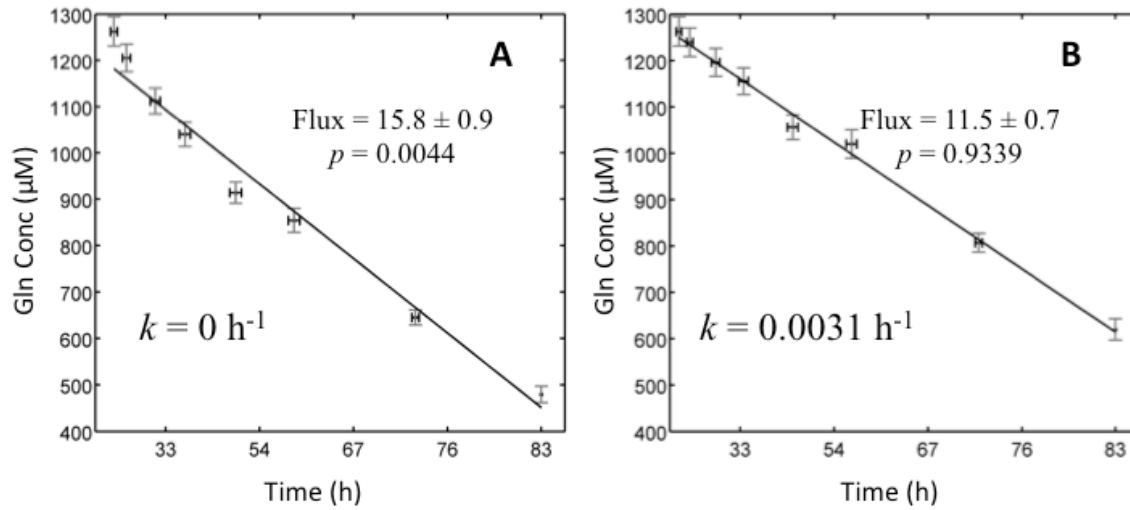 A
1300
1200
1100
1000
900
800
700
600
500
400
Gln Conc (µM)
Flux = 15.8 ± 0.9
p = 0.0044
k = 0 h-1
33
54
67
76
83
Time (h)
B
1300
1200
1100
1000
900
800
700
600
500
400
Gln Conc (µM)
Flux = 11.5 ± 0.7
p = 0.9339
k = 0.0031 h-1
33
54
67
76
83
Time (h)